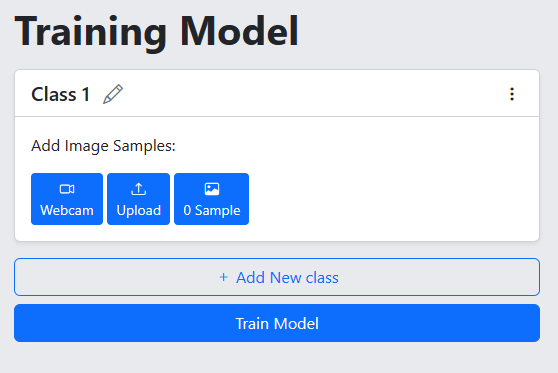 Training Model
Class 1
Add Image Samples:
Webcam
Upload
0 Sample
+ Add New class
Train Model